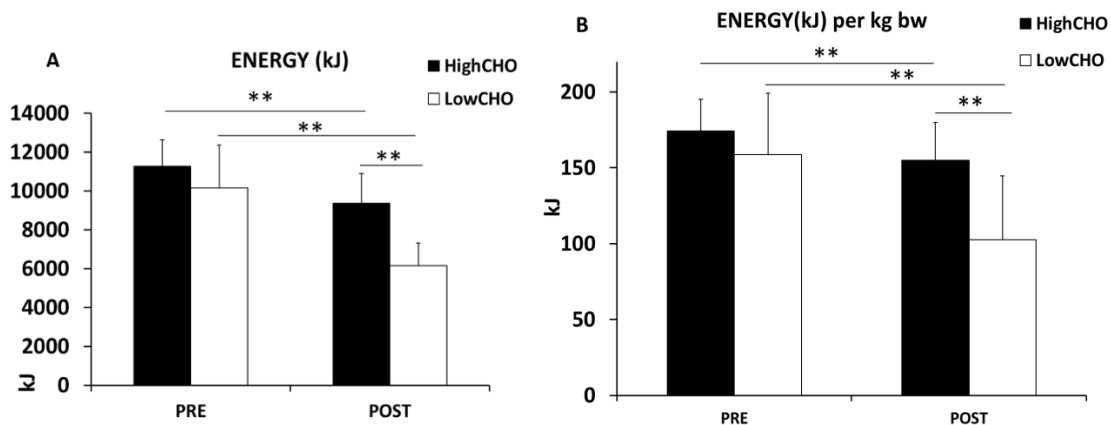 A
ENERGY (kJ)
HighCHO
LowCHO
**
**
**
14000
12000
10000
8000
6000
4000
2000
0
kJ
PRE
POST
B
ENERGY(kJ) per kg bw
HighCHO
LowCHO
**
**
**
200
150
100
50
0
kJ
PRE
POST